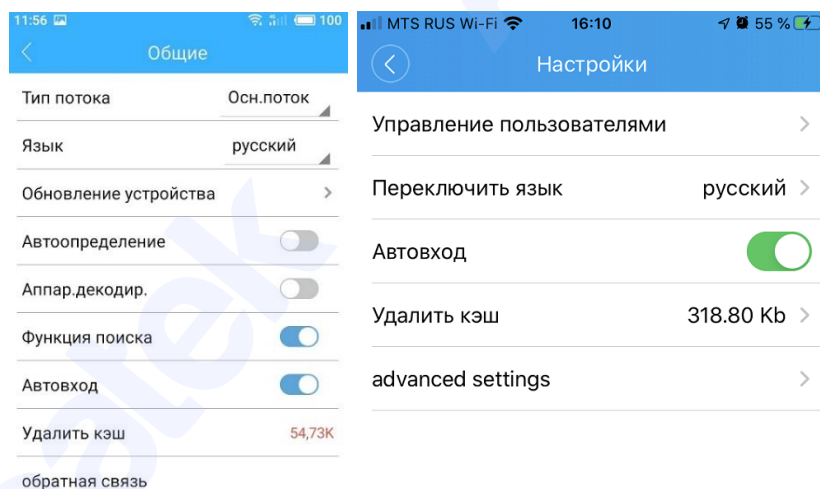 11:56 100
Общие
Тип потока Осн.поток
Язык русский
Обновление устройства
Автоопределение
Аппар.декодир.
Функция поиска
Автовход
Удалить кэш 54,73K
обратная связь
MTS RUS Wi-Fi 16:10 55 %
Настройки
Управление пользователями
Переключить язык русский
Автовход
Удалить кэш 318.80 Kb
advanced settings
atek